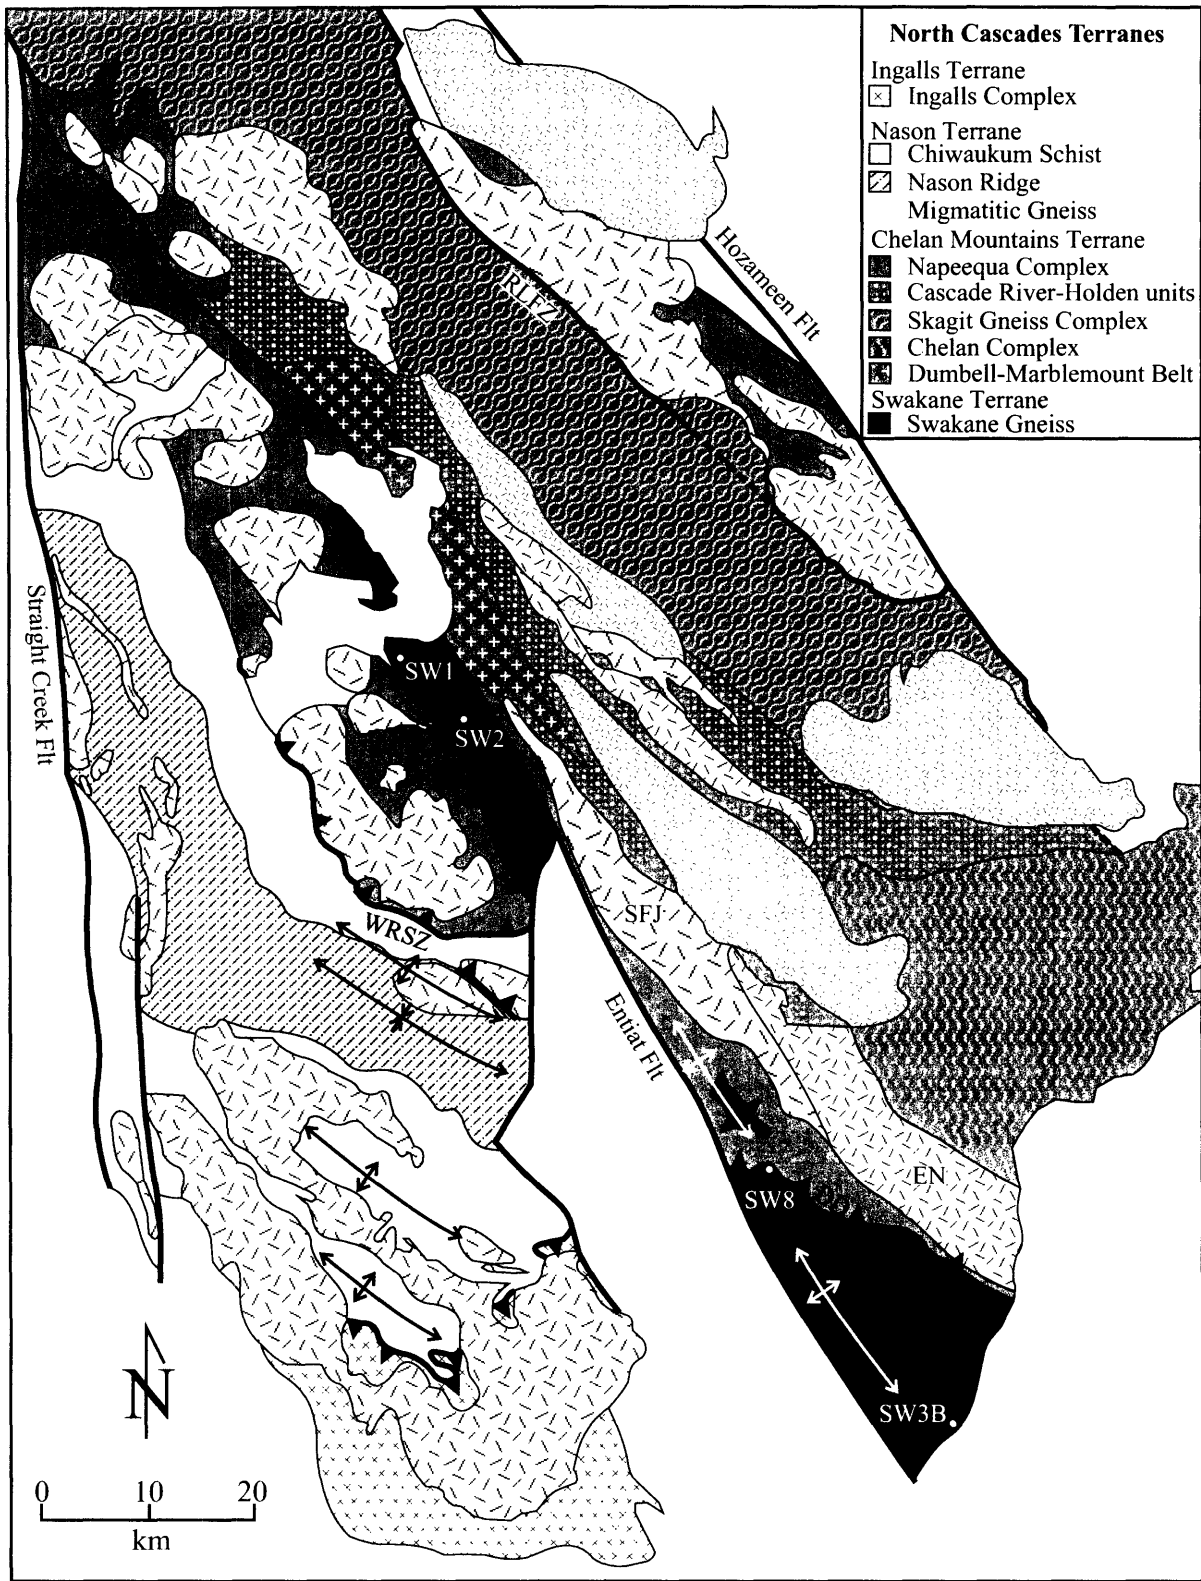 North Cascades Terranes
Ingalls Terrane
Ingalls Complex
Nason Terrane
Chiwaukum Schist
Nason Ridge
Migmatitic Gneiss
Chelan Mountains Terrane
Napeequa Complex
Cascade River-Holden units
Skagit Gneiss Complex
Chelan Complex
Dumbell-Marblemount Belt
Swakane Terrane
Swakane Gneiss
Hozameen Flt
RLFZ
Straight Creek Flt
SW1
SW2
SFJ
WRSZ
Entiat Flt
EN
SW8
SW3B
N
0 10 20
km